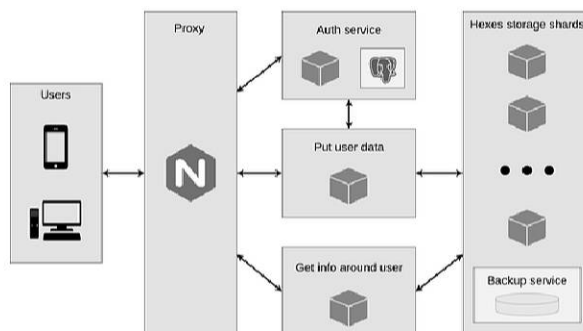 Users
Proxy
N
Auth service
Put user data
Get info around user
Hexes storage shards
Backup service